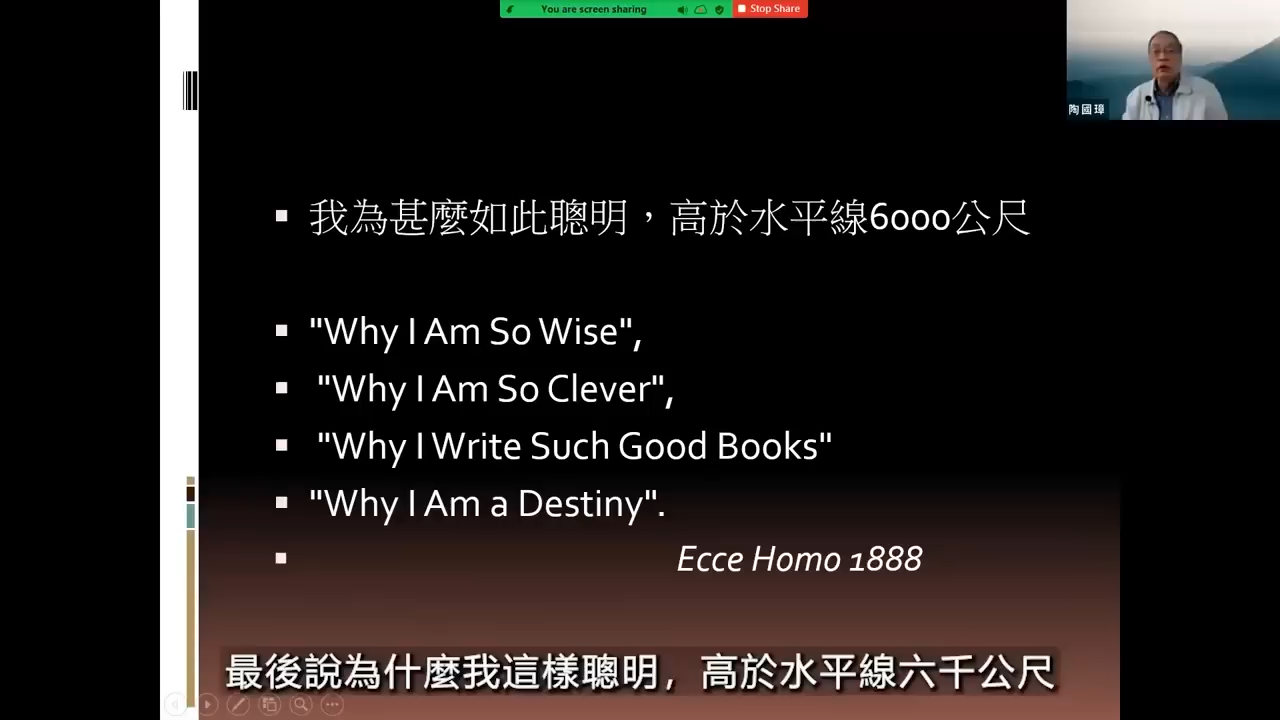 You are screen sharing
Stop Share
陶國璋
我為甚麼如此聰明，高於水平線6000公尺
"Why I Am So Wise",
"Why I Am So Clever",
"Why I Write Such Good Books"
"Why I Am a Destiny".
Ecce Homo 1888
最後說為什麼我這樣聰明，高於水平線六千公尺